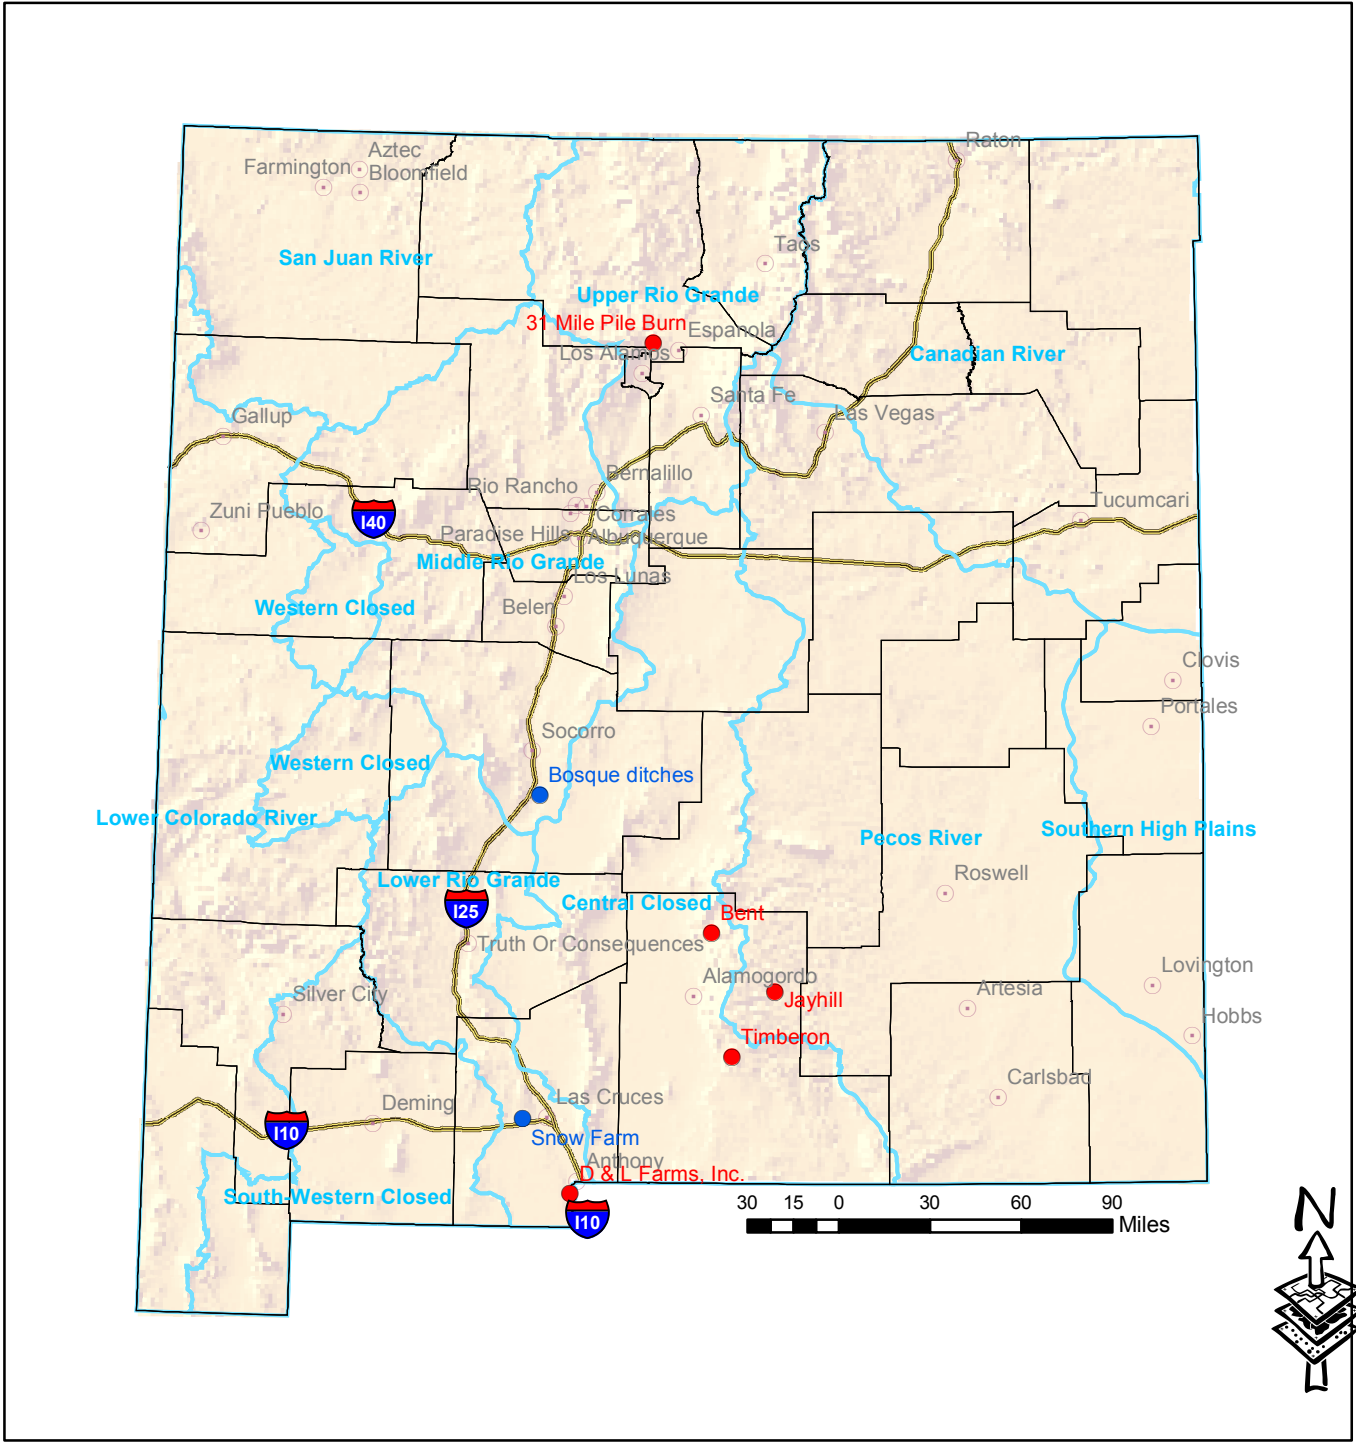 Raton
Aztec
Farmington
Bloomfield
Taos
San Juan River
Upper Rio Grande
31 Mile Pile Burn
Espanola
Los Alamos
Canadian River
Santa Fe
Gallup
Las Vegas
Bernalillo
Rio Rancho
Tucumcari
Zuni Pueblo
Corrales
I40
Paradise Hills
Albuquerque
Middle Rio Grande
Los Lunas
Western Closed
Belen
Clovis
Portales
Socorro
Western Closed
Bosque ditches
Lower Colorado River
Southern High Plains
Pecos River
Roswell
Lower Rio Grande
Central Closed
I25
Bent
Truth Or Consequences
Lovington
Alamogordo
Artesia
Silver City
Jayhill
Hobbs
Timberon
Carlsbad
Las Cruces
Deming
I10
Snow Farm
Anthony
D & L Farms, Inc.
South-Western Closed
I10
30 15 0 30 60 90
Miles
N